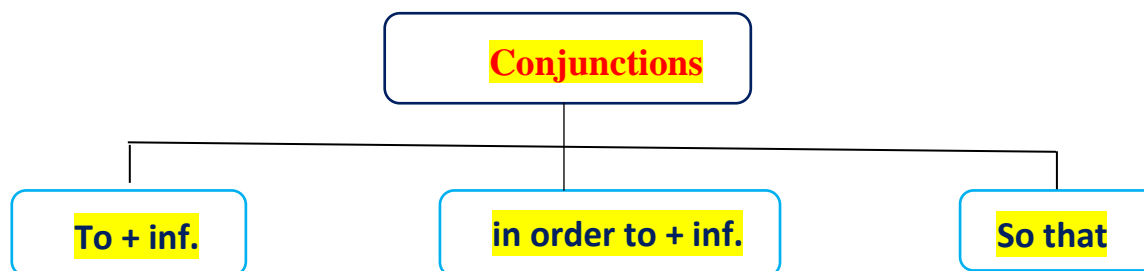 Conjunctions
To + inf.
in order to + inf.
So that